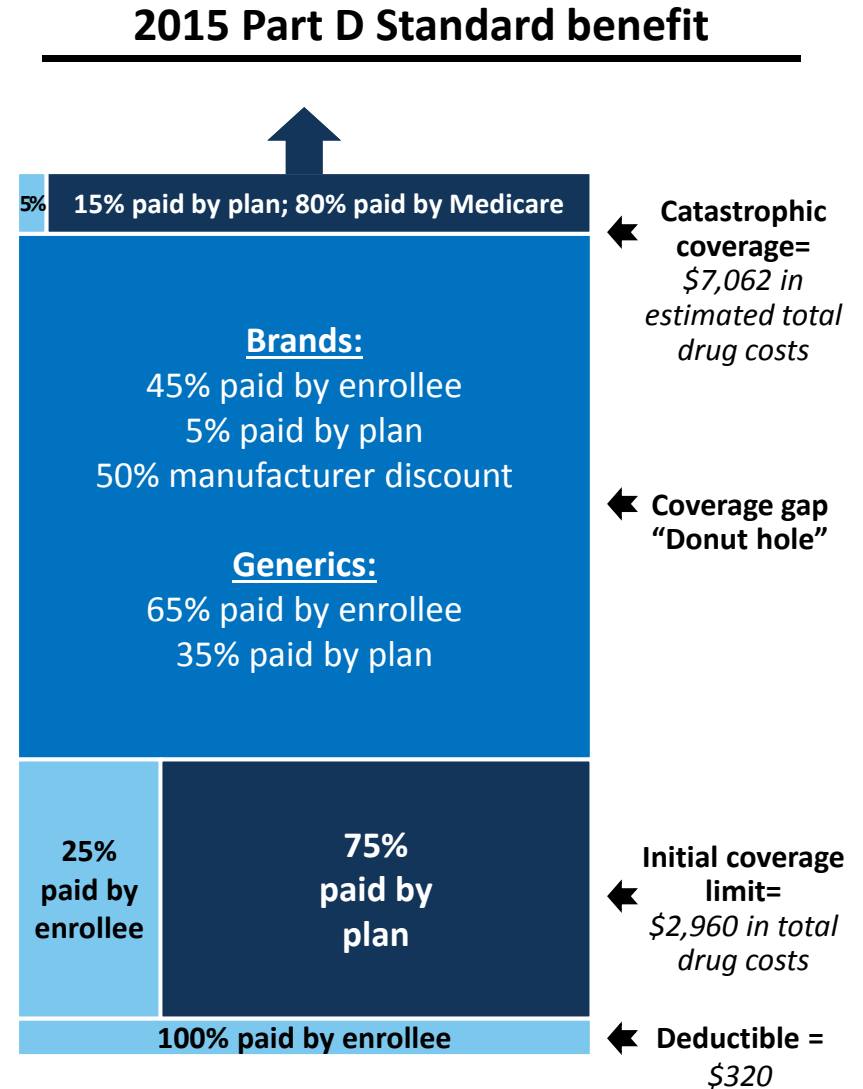 2015 Part D Standard benefit
5%
15% paid by plan; 80% paid by Medicare
Catastrophic
coverage=
$7,062 in
estimated total
drug costs
Brands:
45% paid by enrollee
5% paid by plan
50% manufacturer discount
Coverage gap
“Donut hole”
Generics:
65% paid by enrollee
35% paid by plan
25%
paid by
enrollee
75%
paid by
plan
Initial coverage
limit=
$2,960 in total
drug costs
100% paid by enrollee
Deductible =
$320